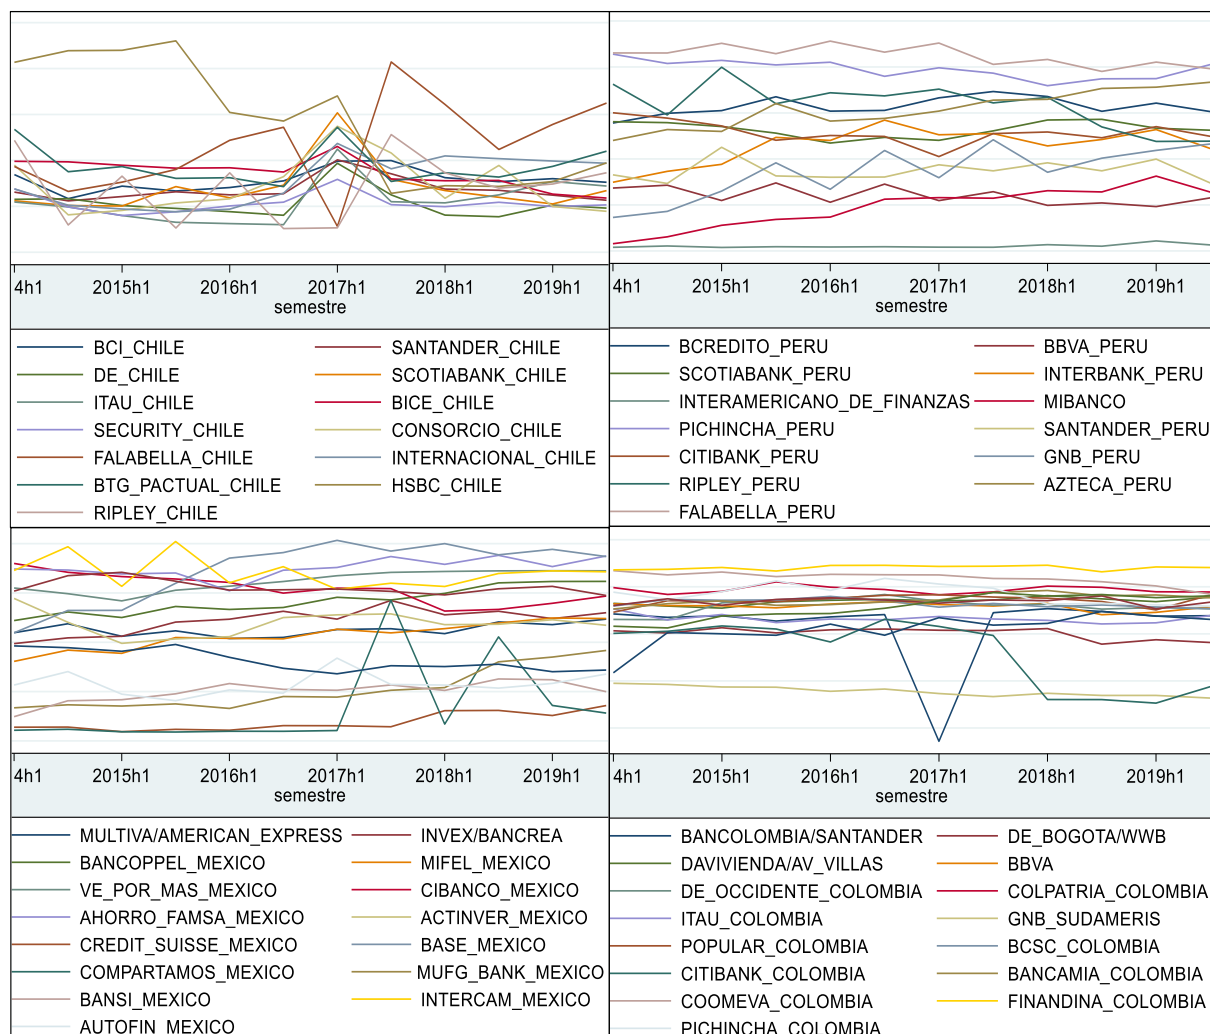 4h1 2015h1 2016h1 2017h1 2018h1 2019h1
semestre
BCI_CHILE SANTANDER_CHILE
DE_CHILE SCOTIABANK_CHILE
ITAU_CHILE BICE_CHILE
SECURITY_CHILE CONSORCIO_CHILE
FALABELLA_CHILE INTERNACIONAL_CHILE
BTG_PACTUAL_CHILE HSBC_CHILE
RIPLEY_CHILE
4h1 2015h1 2016h1 2017h1 2018h1 2019h1
semestre
BCREDITO_PERU BBVA_PERU
SCOTIABANK_PERU INTERBANK_PERU
INTERAMERICANO_DE_FINANZAS MIBANCO
PICHINCHA_PERU SANTANDER_PERU
CITIBANK_PERU GNB_PERU
RIPLEY_PERU AZTECA_PERU
FALABELLA_PERU
4h1 2015h1 2016h1 2017h1 2018h1 2019h1
semestre
MULTIVA/AMERICAN_EXPRESS INVEX/BANCREA
BANCOPPEL_MEXICO MIFEL_MEXICO
VE_POR_MAS_MEXICO CIBANCO_MEXICO
AHORRO_FAMSA_MEXICO ACTINVER_MEXICO
CREDIT_SUISSE_MEXICO BASE_MEXICO
COMPARTAMOS_MEXICO MUFG_BANK_MEXICO
BANSI_MEXICO INTERCAM_MEXICO
AUTOFIN_MEXICO
4h1 2015h1 2016h1 2017h1 2018h1 2019h1
semestre
BANCOLOMBIA/SANTANDER DE_BOGOTA/WWB
DAVIVIENDA/AV_VILLAS BBVA
DE_OCCIDENTE_COLOMBIA COLPATRIA_COLOMBIA
ITAU_COLOMBIA GNB_SUDAMERIS
POPULAR_COLOMBIA BCSC_COLOMBIA
CITIBANK_COLOMBIA BANCAMIA_COLOMBIA
COOMEVA_COLOMBIA FINANDINA_COLOMBIA
PICHINCHA_COLOMBIA